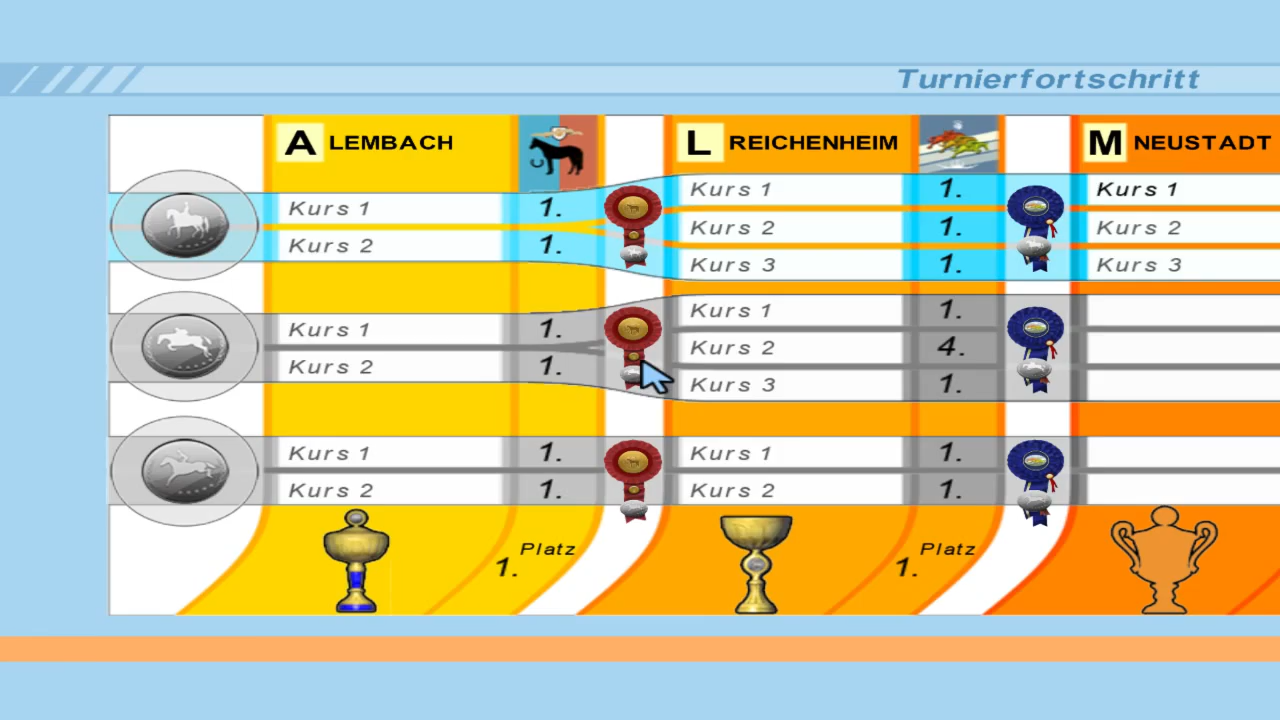 Turnierfortschritt
A LEMBACH L REICHENHEIM M NEUSTADT
Kurs 1 1. Kurs 1 1. Kurs 1
Kurs 2 1. Kurs 2 1. Kurs 2
Kurs 3 1. Kurs 3
Kurs 1 1. Kurs 1 1.
Kurs 2 1. Kurs 2 4.
Kurs 3 1.
Kurs 1 1. Kurs 1 1.
Kurs 2 1. Kurs 2 1.
Platz Platz
1. 1.